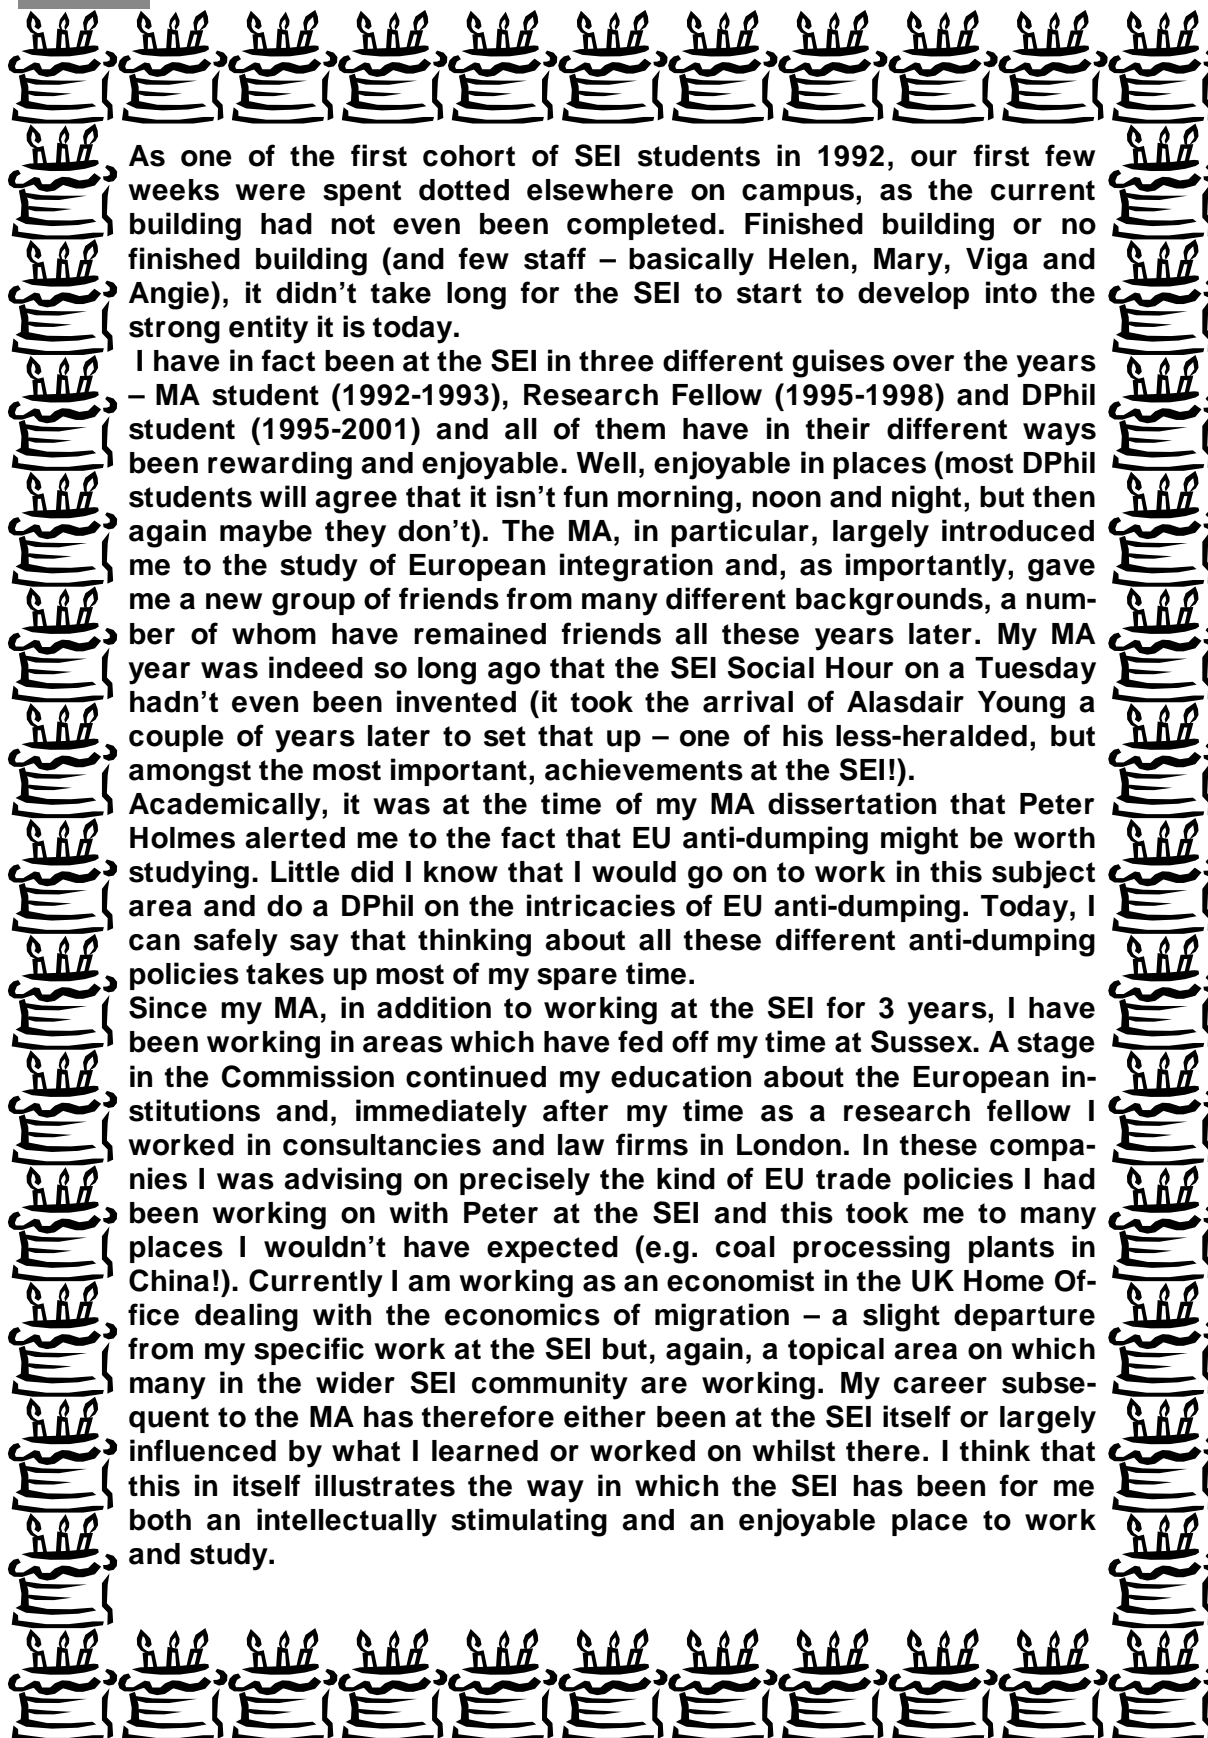 As one of the first cohort of SEI students in 1992, our first few
weeks were spent dotted elsewhere on campus, as the current
building had not even been completed. Finished building or no
finished building (and few staff – basically Helen, Mary, Viga and
Angie), it didn't take long for the SEI to start to develop into the
strong entity it is today.
I have in fact been at the SEI in three different guises over the years
– MA student (1992-1993), Research Fellow (1995-1998) and DPhil
student (1995-2001) and all of them have in their different ways
been rewarding and enjoyable. Well, enjoyable in places (most DPhil
students will agree that it isn't fun morning, noon and night, but then
again maybe they don't). The MA, in particular, largely introduced
me to the study of European integration and, as importantly, gave
me a new group of friends from many different backgrounds, a num-
ber of whom have remained friends all these years later. My MA
year was indeed so long ago that the SEI Social Hour on a Tuesday
hadn't even been invented (it took the arrival of Alasdair Young a
couple of years later to set that up – one of his less-heralded, but
amongst the most important, achievements at the SEI!).
Academically, it was at the time of my MA dissertation that Peter
Holmes alerted me to the fact that EU anti-dumping might be worth
studying. Little did I know that I would go on to work in this subject
area and do a DPhil on the intricacies of EU anti-dumping. Today, I
can safely say that thinking about all these different anti-dumping
policies takes up most of my spare time.
Since my MA, in addition to working at the SEI for 3 years, I have
been working in areas which have fed off my time at Sussex. A stage
in the Commission continued my education about the European in-
stitutions and, immediately after my time as a research fellow I
worked in consultancies and law firms in London. In these compa-
nies I was advising on precisely the kind of EU trade policies I had
been working on with Peter at the SEI and this took me to many
places I wouldn't have expected (e.g. coal processing plants in
China!). Currently I am working as an economist in the UK Home Of-
fice dealing with the economics of migration – a slight departure
from my specific work at the SEI but, again, a topical area on which
many in the wider SEI community are working. My career subse-
quent to the MA has therefore either been at the SEI itself or largely
influenced by what I learned or worked on whilst there. I think that
this in itself illustrates the way in which the SEI has been for me
both an intellectually stimulating and an enjoyable place to work
and study.